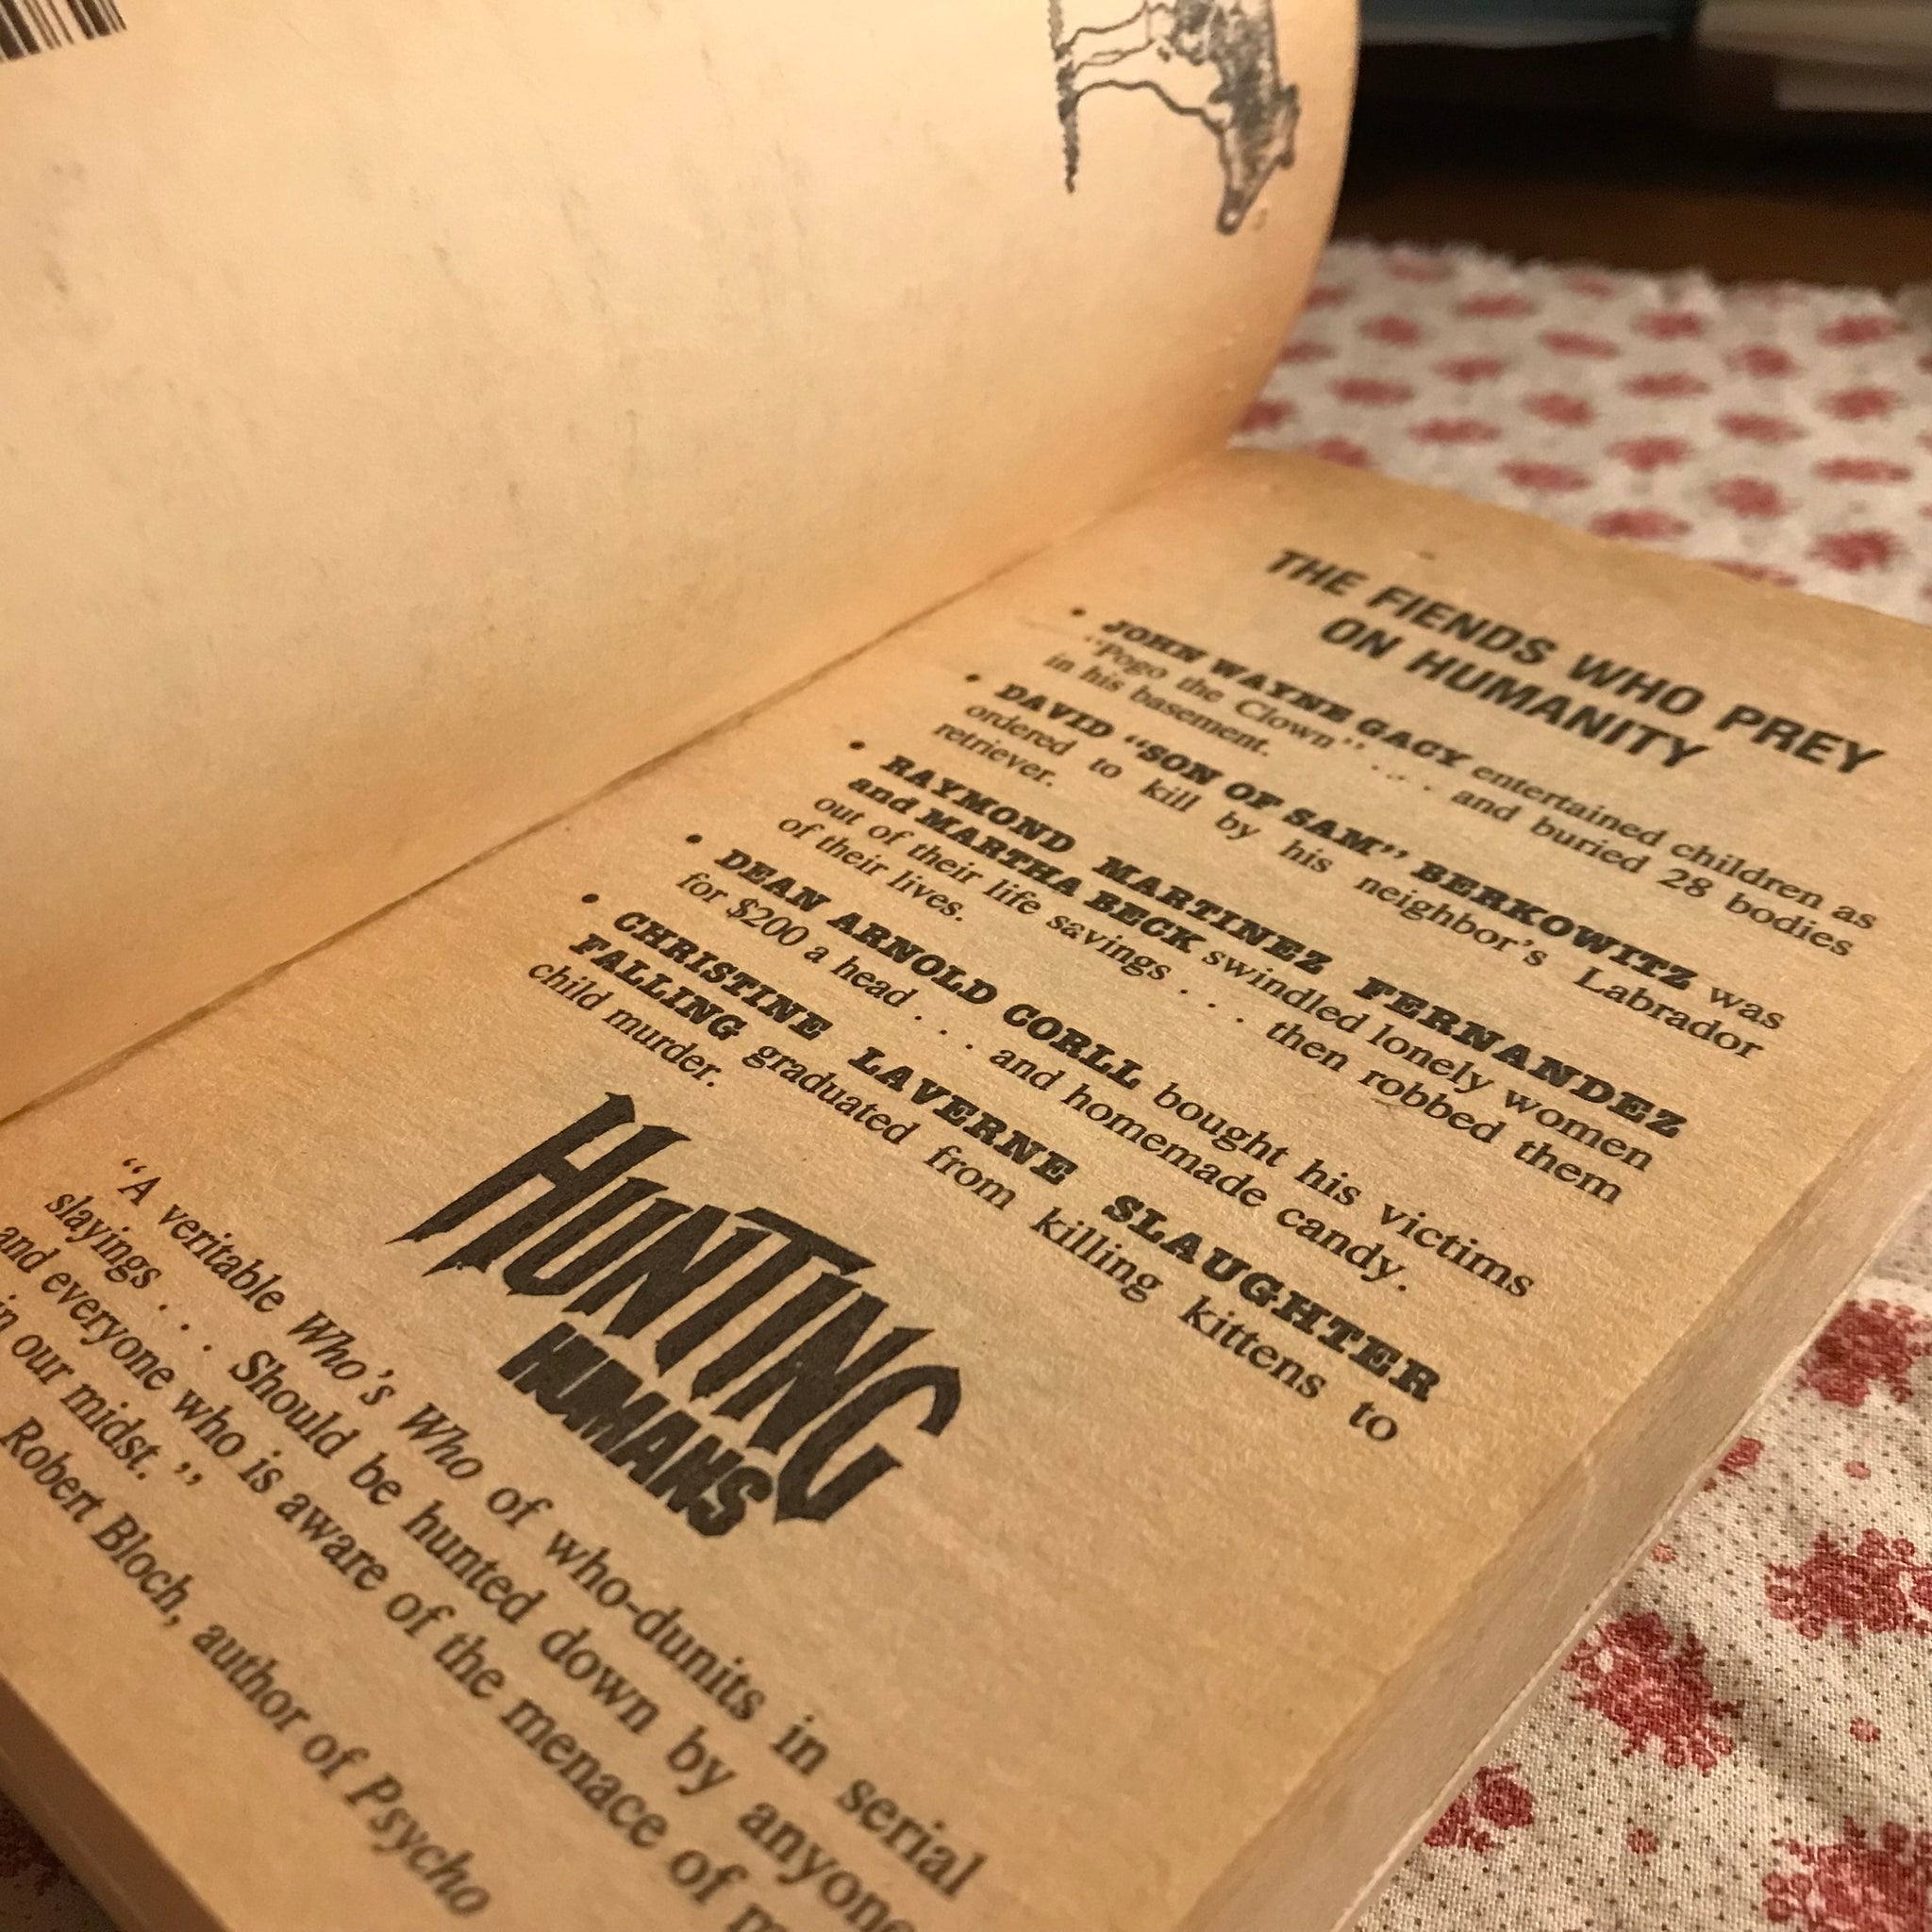 THE FIENDS WHO PREY
ON HUMANITY
• JOHN WAYNE GACY entertained children as
“Pogo the Clown” . . . and buried 28 bodies
in his basement.
• DAVID “SON OF SAM” BERKOWITZ was
ordered to kill by his neighbor’s Labrador
retriever.
• RAYMOND MARTINEZ FERNANDEZ
and MARTHA BECK swindled lonely women
out of their life savings . . . then robbed them
of their lives.
• DEAN ARNOLD CORLL bought his victims
for $200 a head . . . and homemade candy.
• CHRISTINE LAVERNE SLAUGHTER
FALLING graduated from killing kittens to
child murder.
HUNTING
HUMANS
“A veritable Who’s Who of who-dunits in serial
slayings . . . Should be hunted down by anyone
and everyone who is aware of the menace of
in our midst.”
Robert Bloch, author of Psycho